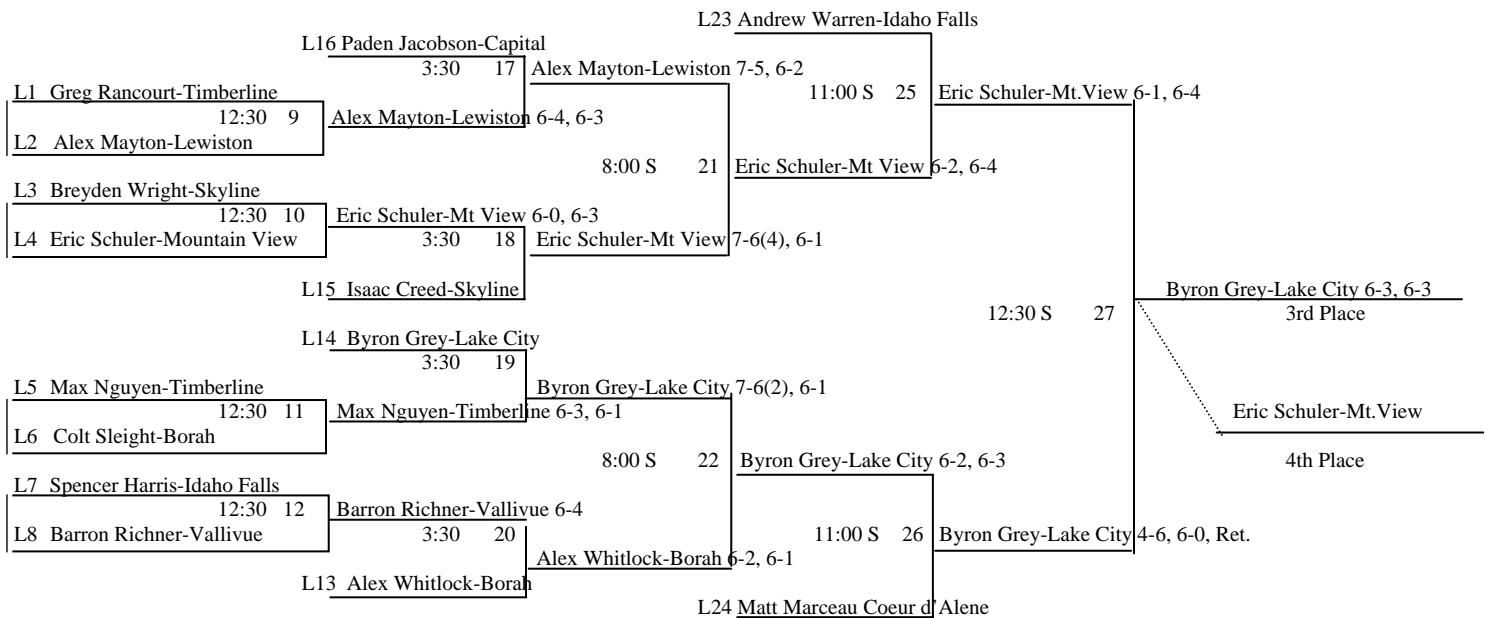 L23 Andrew Warren-Idaho Falls
L16 Paden Jacobson-Capital
3:30 17 Alex Mayton-Lewiston 7-5, 6-2
L1 Greg Rancourt-Timberline
11:00 S 25 Eric Schuler-Mt.View 6-1, 6-4
12:30 9 Alex Mayton-Lewiston 6-4, 6-3
L2 Alex Mayton-Lewiston
8:00 S 21 Eric Schuler-Mt View 6-2, 6-4
L3 Breyden Wright-Skyline
12:30 10 Eric Schuler-Mt View 6-0, 6-3
L4 Eric Schuler-Mountain View
3:30 18 Eric Schuler-Mt View 7-6(4), 6-1
L15 Isaac Creed-Skyline
Byron Grey-Lake City 6-3, 6-3
12:30 S 27
3rd Place
L14 Byron Grey-Lake City
3:30 19
L5 Max Nguyen-Timberline
Byron Grey-Lake City 7-6(2), 6-1
12:30 11 Max Nguyen-Timberline 6-3, 6-1
Eric Schuler-Mt.View
L6 Colt Sleight-Borah
8:00 S 22 Byron Grey-Lake City 6-2, 6-3
4th Place
L7 Spencer Harris-Idaho Falls
12:30 12 Barron Richner-Vallivue 6-4
L8 Barron Richner-Vallivue
3:30 20
11:00 S 26 Byron Grey-Lake City 4-6, 6-0, Ret.
Alex Whitlock-Borah 6-2, 6-1
L13 Alex Whitlock-Borah
L24 Matt Marceau Coeur d'Alene